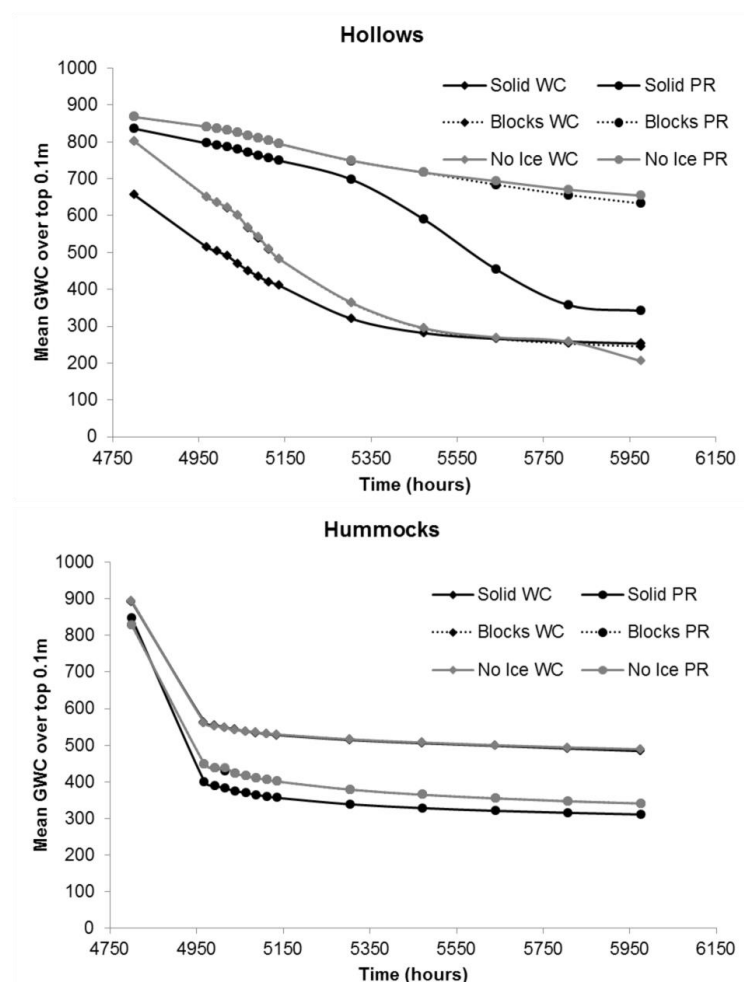 Hollows
Mean GWC over top 0.1m
1000
900
800
700
600
500
400
300
200
100
0
Solid WC Solid PR
Blocks WC Blocks PR
No Ice WC No Ice PR
4750 4950 5150 5350 5550 5750 5950 6150
Time (hours)
Hummocks
Mean GWC over top 0.1m
1000
900
800
700
600
500
400
300
200
100
0
Solid WC Solid PR
Blocks WC Blocks PR
No Ice WC No Ice PR
4750 4950 5150 5350 5550 5750 5950 6150
Time (hours)